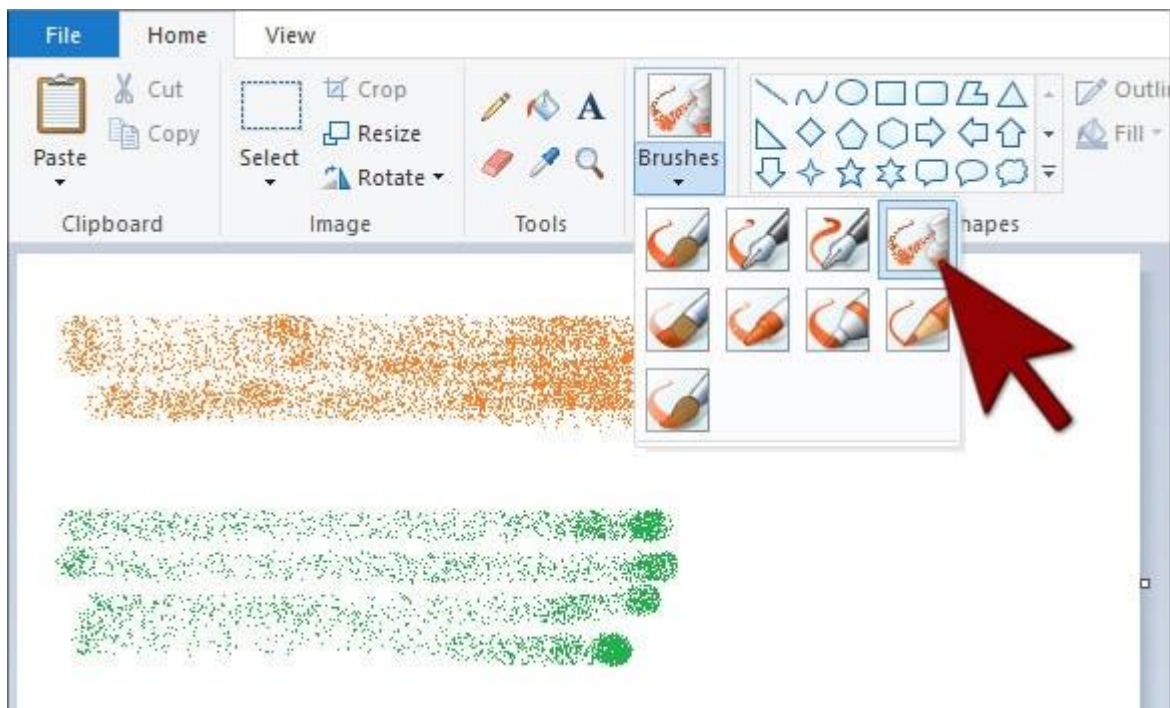 File Home View
Cut
Copy
Paste
Clipboard
Select
Crop
Resize
Rotate
Image
A
Tools
Brushes
Outli
Fill
hapes